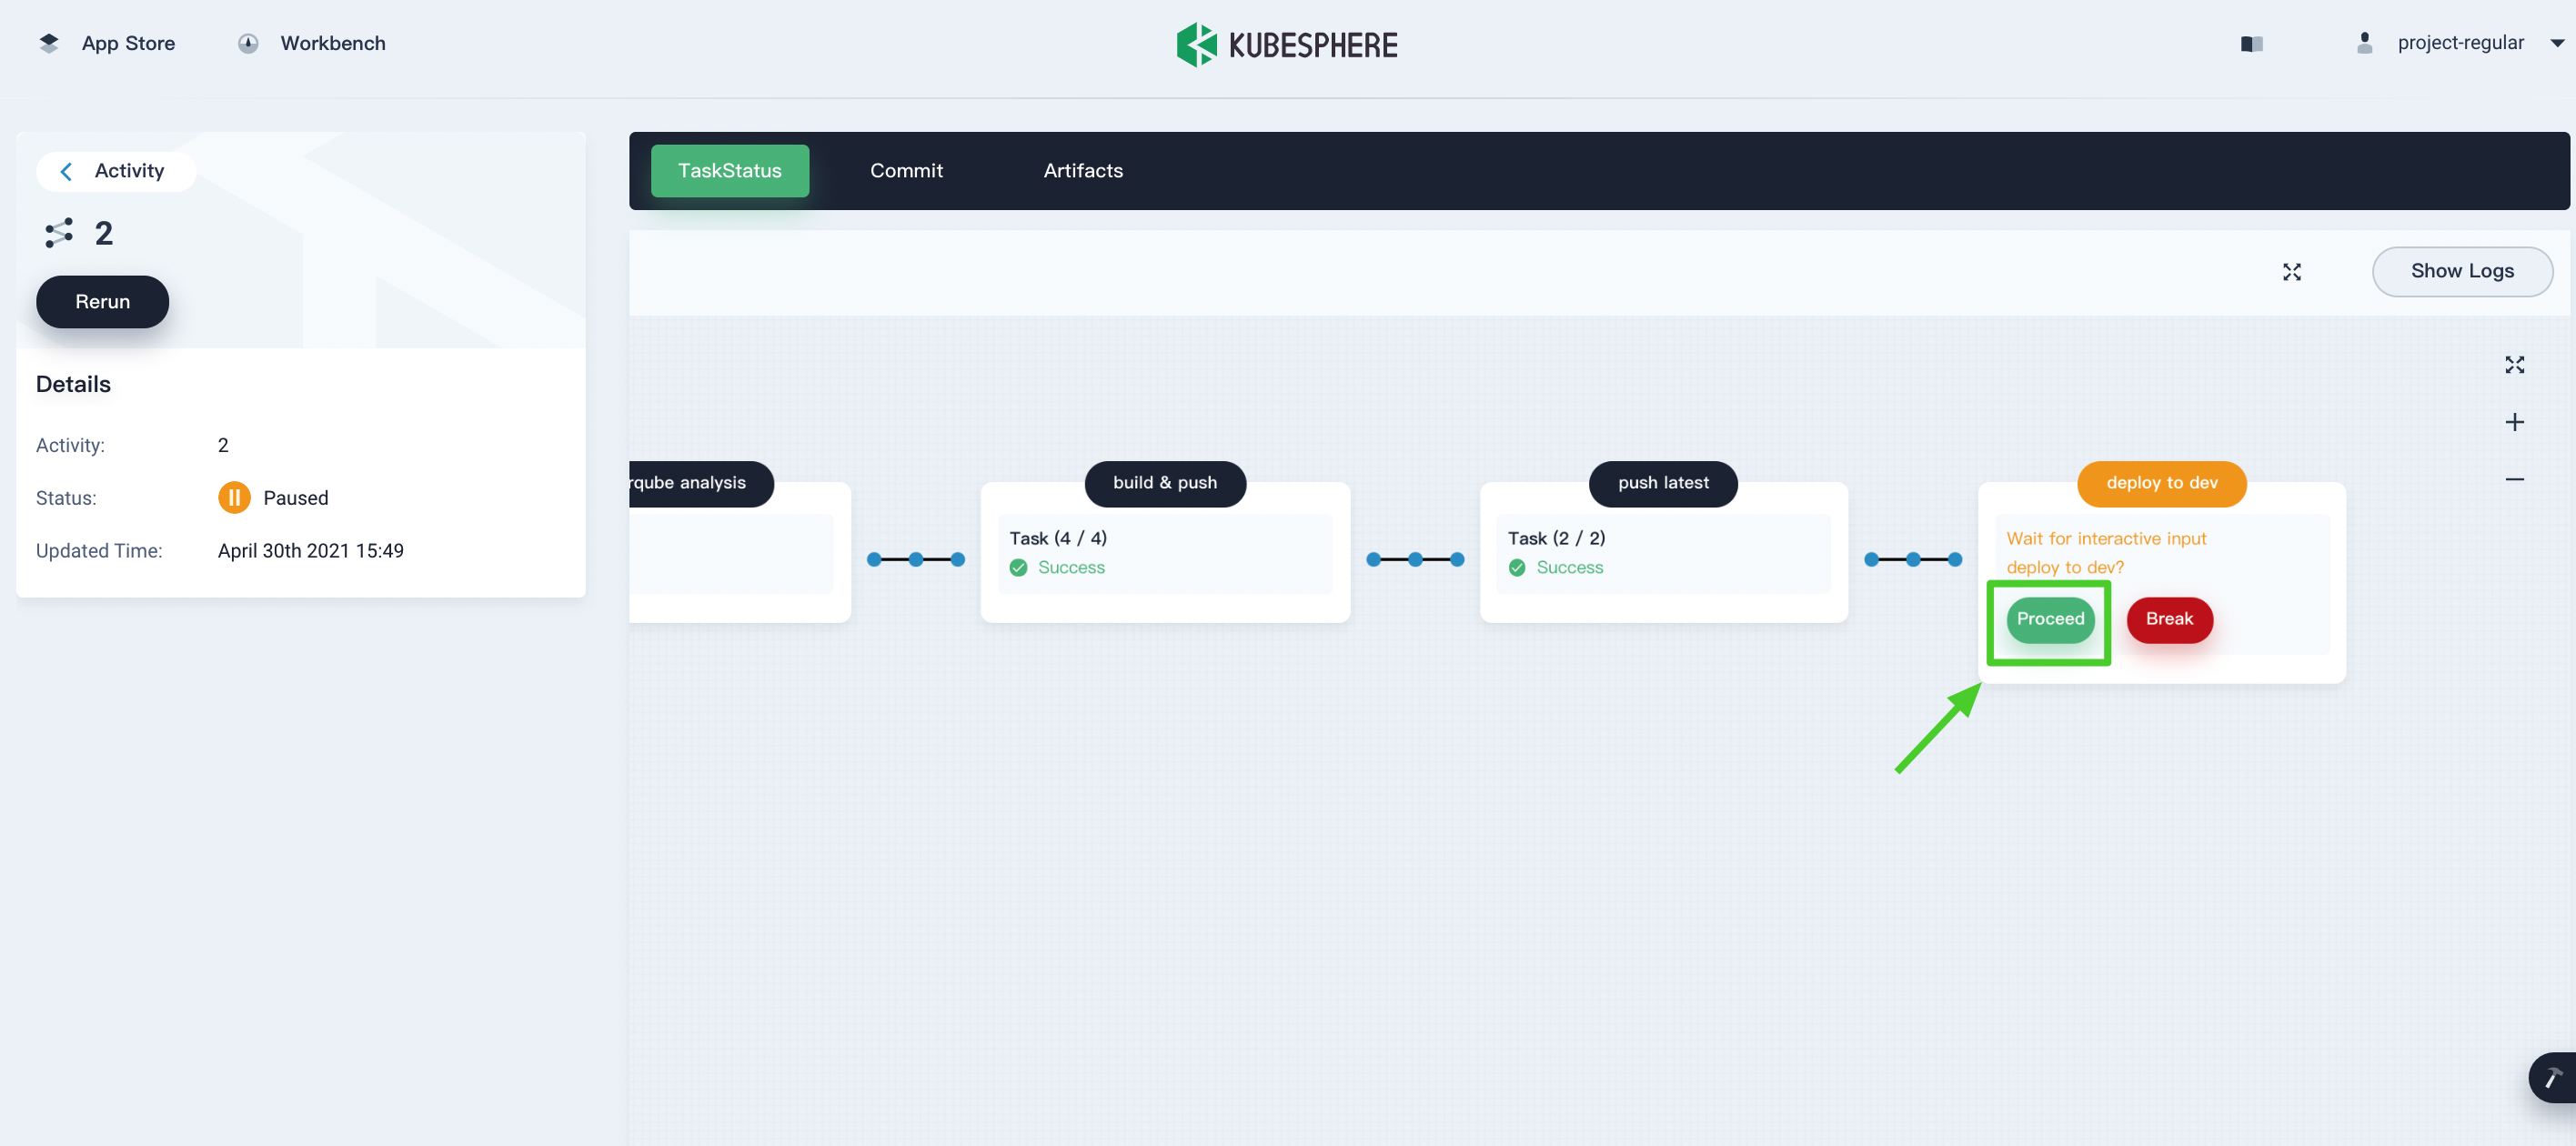 App Store
Workbench
KUBESPHERE
project-regular
Activity
2
Rerun
Details
Activity: 2
Status: Paused
Updated Time: April 30th 2021 15:49
TaskStatus
Commit
Artifacts
Show Logs
rqube analysis
build & push
Task (4 / 4)
Success
push latest
Task (2 / 2)
Success
deploy to dev
Wait for interactive input
deploy to dev?
Proceed
Break